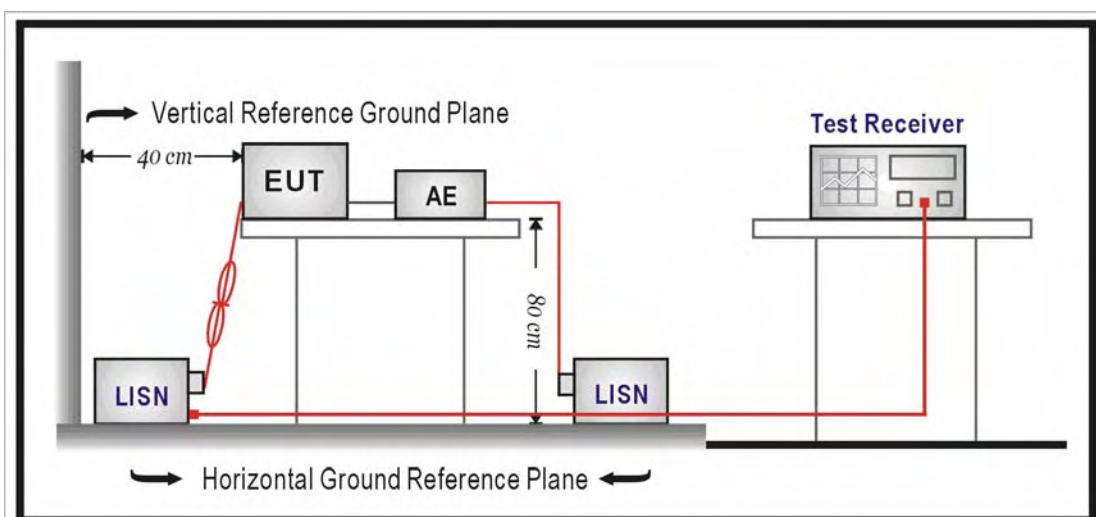 Vertical Reference Ground Plane
Test Receiver
40 cm
EUT
AE
80 cm
LISN
LISN
Horizontal Ground Reference Plane